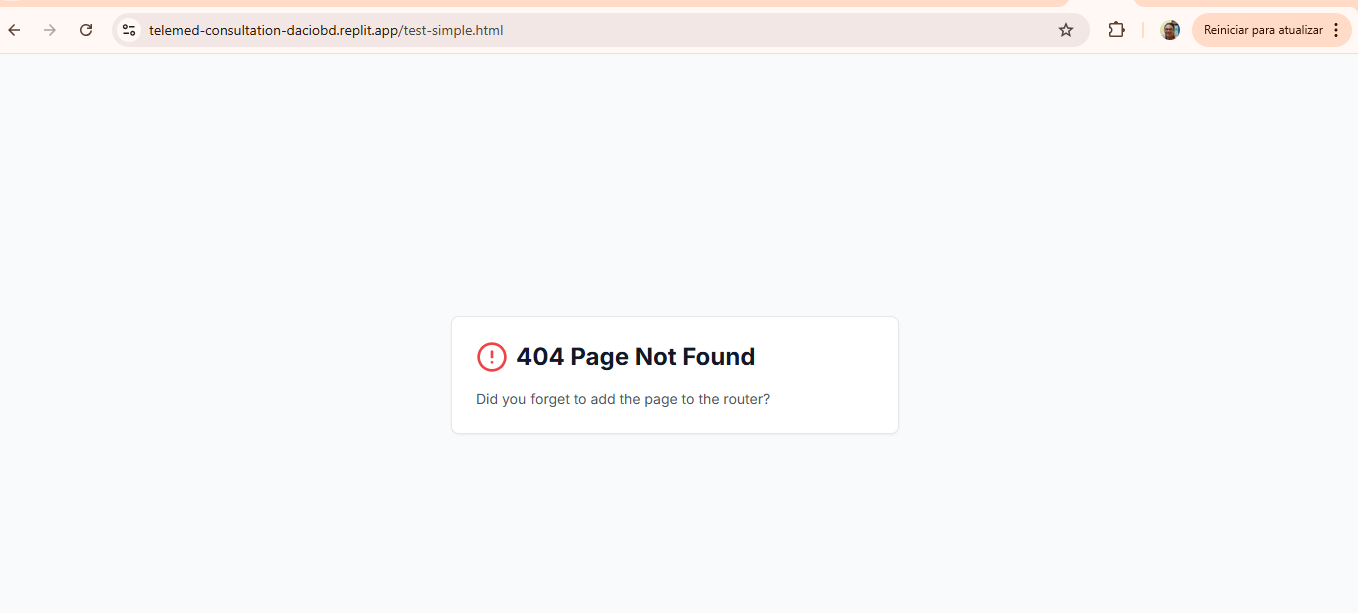 telemed-consultation-daciobd.replit.app/test-simple.html
Reiniciar para atualizar
404 Page Not Found
Did you forget to add the page to the router?